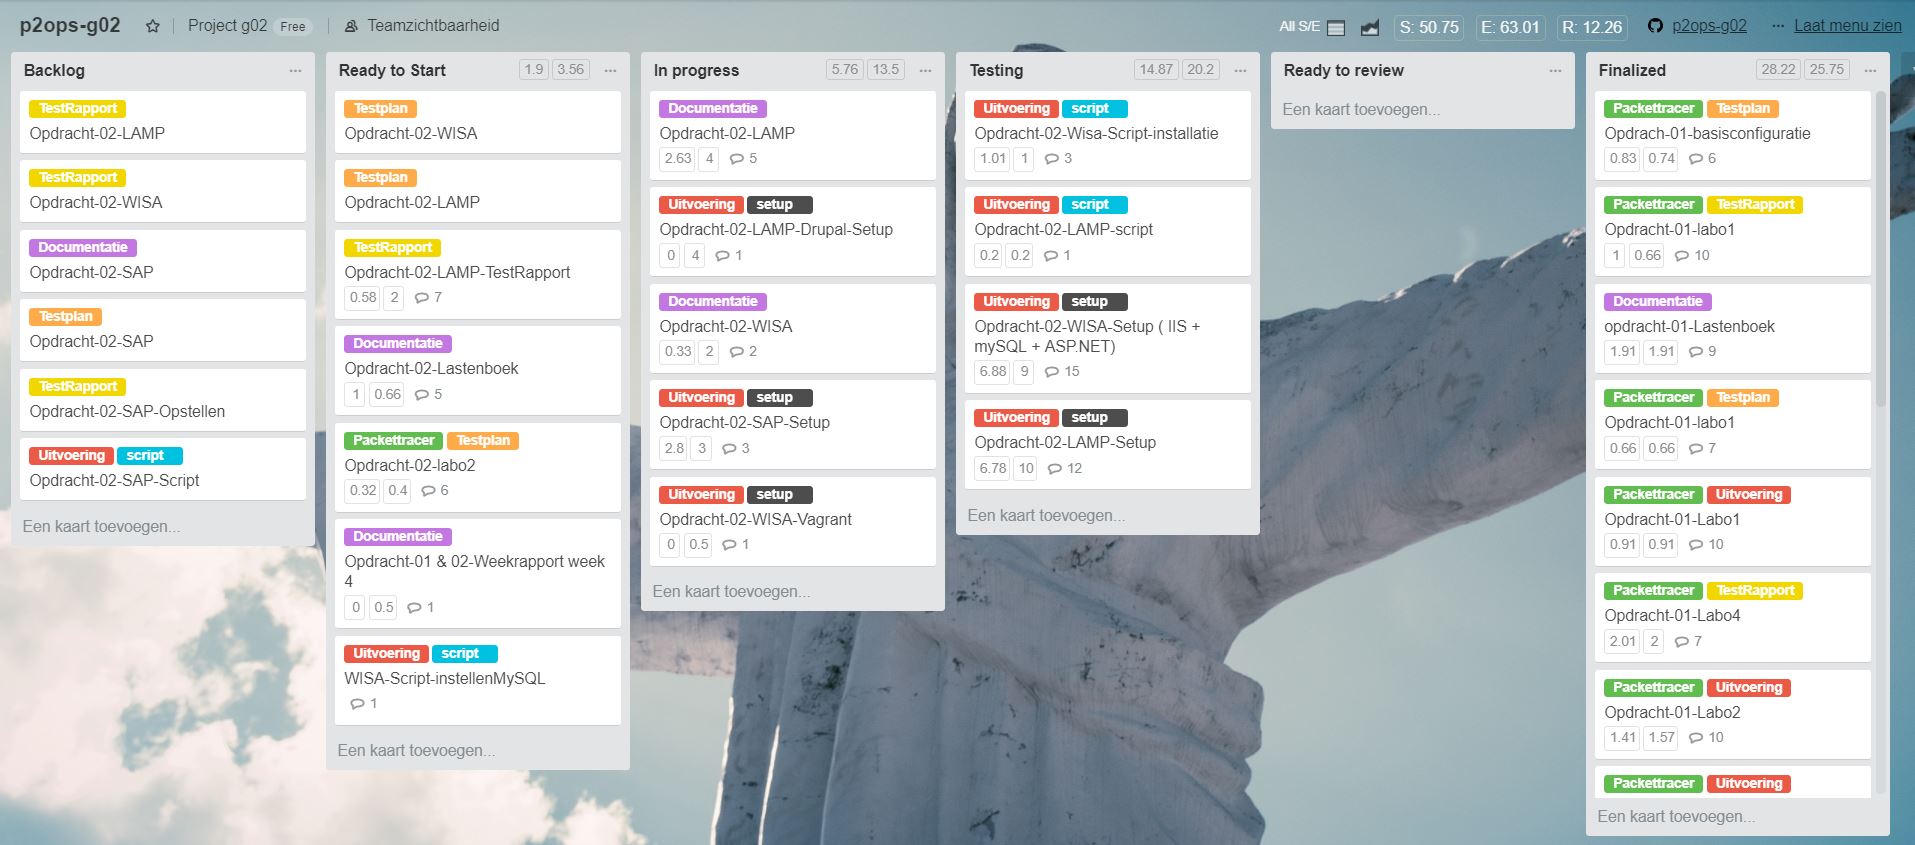 p2ops-g02
Project g02 Free
Teamzichtbaarheid
All S/E
S: 50.75
E: 63.01
R: 12.26
p2ops-g02
Laat menu zien
Backlog
TestRapport
Opdracht-02-LAMP
TestRapport
Opdracht-02-WISA
Documentatie
Opdracht-02-SAP
Testplan
Opdracht-02-SAP
TestRapport
Opdracht-02-SAP-Opstellen
Uitvoering script
Opdracht-02-SAP-Script
Een kaart toevoegen...
Ready to Start 1.9 3.56
Testplan
Opdracht-02-WISA
Testplan
Opdracht-02-LAMP
TestRapport
Opdracht-02-LAMP-TestRapport
0.58 2 7
Documentatie
Opdracht-02-Lastenboek
1 0.66 5
Packettracer Testplan
Opdracht-02-labo2
0.32 0.4 6
Documentatie
Opdracht-01 & 02-Weekrapport week
4
0 0.5 1
Uitvoering script
WISA-Script-instellenMySQL
1
Een kaart toevoegen...
In progress 5.76 13.5
Documentatie
Opdracht-02-LAMP
2.63 4 5
Uitvoering setup
Opdracht-02-LAMP-Drupal-Setup
0 4 1
Documentatie
Opdracht-02-WISA
0.33 2 2
Uitvoering setup
Opdracht-02-SAP-Setup
2.8 3 3
Uitvoering setup
Opdracht-02-WISA-Vagrant
0 0.5 1
Een kaart toevoegen...
Testing 14.87 20.2
Uitvoering script
Opdracht-02-Wisa-Script-installatie
1.01 1 3
Uitvoering script
Opdracht-02-LAMP-script
0.2 0.2 1
Uitvoering setup
Opdracht-02-WISA-Setup ( IIS +
mySQL + ASP.NET)
6.88 9 15
Uitvoering setup
Opdracht-02-LAMP-Setup
6.78 10 12
Een kaart toevoegen...
Ready to review
Een kaart toevoegen...
Finalized 28.22 25.75
Packettracer Testplan
Opdrach-01-basisconfiguratie
0.83 0.74 6
Packettracer TestRapport
Opdracht-01-labo1
1 0.66 10
Documentatie
opdracht-01-Lastenboek
1.91 1.91 9
Packettracer Testplan
Opdracht-01-labo1
0.66 0.66 7
Packettracer Uitvoering
Opdracht-01-Labo1
0.91 0.91 10
Packettracer TestRapport
Opdracht-01-Labo4
2.01 2 7
Packettracer Uitvoering
Opdracht-01-Labo2
1.41 1.57 10
Packettracer Uitvoering
Een kaart toevoegen...